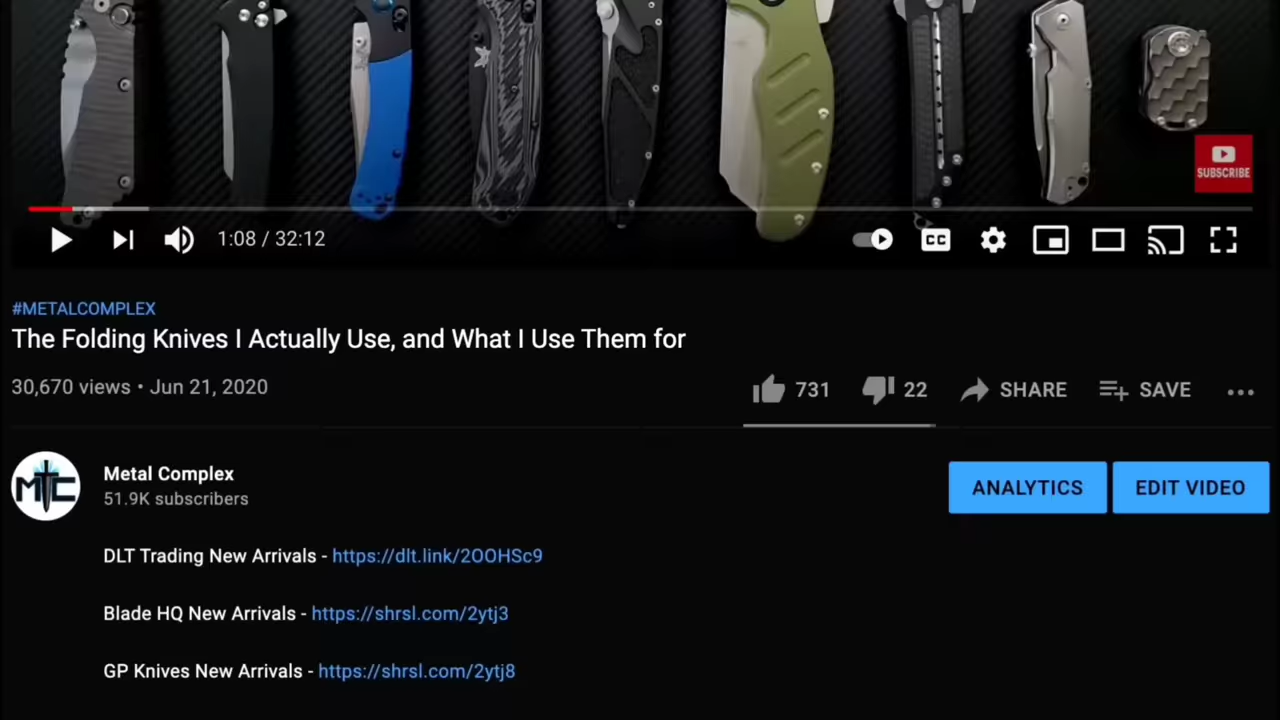 SUBSCRIBE
1:08 / 32:12
CC
#METALCOMPLEX
The Folding Knives I Actually Use, and What I Use Them for
30,670 views • Jun 21, 2020
731 22 SHARE SAVE
MTC
Metal Complex
51.9K subscribers
ANALYTICS EDIT VIDEO
DLT Trading New Arrivals - https://dlt.link/2OOHSc9
Blade HQ New Arrivals - https://shrsl.com/2ytj3
GP Knives New Arrivals - https://shrsl.com/2ytj8